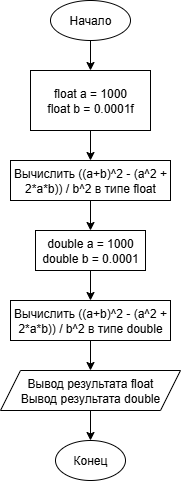 Начало
float a = 1000
float b = 0.0001f
Вычислить ((a+b)^2 - (a^2 +
2*a*b)) / b^2 в типе float
double a = 1000
double b = 0.0001
Вычислить ((a+b)^2 - (a^2 +
2*a*b)) / b^2 в типе double
Вывод результата float
Вывод результата double
Конец